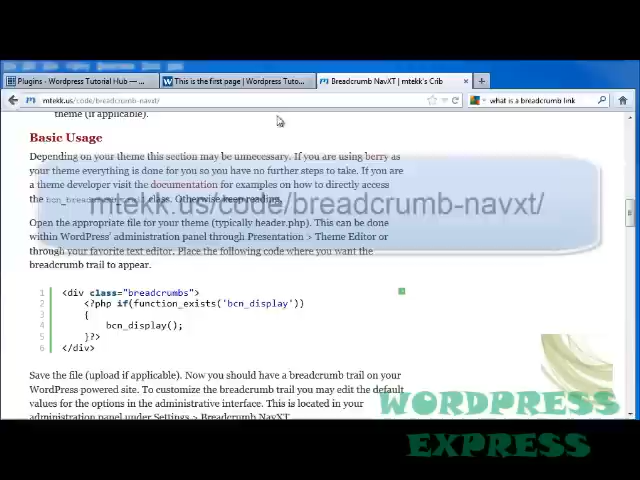 Plugins - Wordpress Tutorial Hub — ...
This is the first page | Wordpress Tuto...
Breadcrumb NavXT | mtekk's Crib
mtekk.us/code/breadcrumb-navxt/
what is a breadcrumb link
theme (if applicable).
Basic Usage
Depending on your theme this section may be unnecessary. If you are using berry as
your theme everything is done for you so you have no further steps to take. If you are
a theme developer visit the documentation for examples on how to directly access
the class. Otherwise keep reading.
mtekk.us/code/breadcrumb-navxt/
Open the appropriate file for your theme (typically header.php). This can be done
within WordPress' administration panel through Presentation > Theme Editor or
through your favorite text editor. Place the following code where you want the
breadcrumb trail to appear.
1 <div class="breadcrumbs">
2 <?php if(function_exists('bcn_display'))
3 {
4 bcn_display();
5 }?>
6 </div>
Save the file (upload if applicable). Now you should have a breadcrumb trail on your
WordPress powered site. To customize the breadcrumb trail you may edit the default
values for the options in the administrative interface. This is located in your
administration panel under Settings > Breadcrumb NavXT.
WORDPRESS
EXPRESS